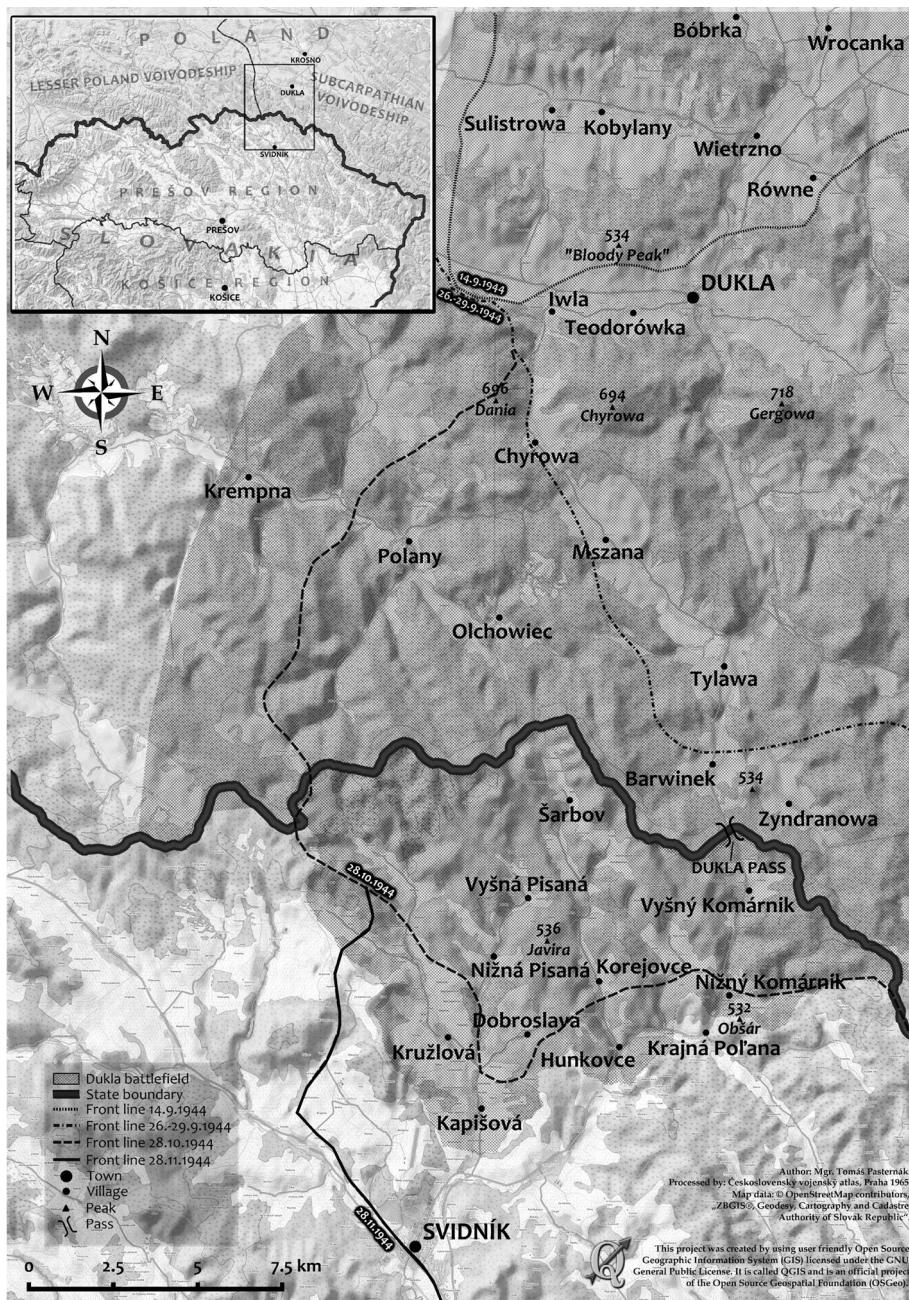 POLAND
KROSNO
LESSER POLAND VOIVODESHIP
SUBCARPATHIAN
VOIVODESHIP
DUKLA
SVIDNÍK
PREŠOV REGION
PREŠOV
SLOVAKIA
KOŠICE REGION
KOŠICE
Bóbrka
Wrocanka
Sulistrowa
Kobylany
Wietrzno
Równe
534
"Bloody Peak"
14.9.1944
26.-29.9.1944
DUKLA
Iwla
Teodorówka
N
W
E
S
696
Dania
694
Chyrowa
718
Gergowa
Chyrowa
Krempna
Polany
Mszana
Olchowiec
Tylawa
Barwinek
534
Šarbov
Zyndranowa
DUKLA PASS
28.10.1944
Vyšná Pisaná
Vyšný Komárnik
536
Javira
Nižná Pisaná
Korejovce
Nižný Komárnik
532
Obšár
Dobroslava
Kružlová
Hunkovce
Krajná Poľana
Kapišová
Dukla battlefield
State boundary
Front line 14.9.1944
Front line 26.-29.9.1944
Front line 28.10.1944
Front line 28.11.1944
Town
Village
Peak
Pass
28.11.1944
SVIDNÍK
0
2.5
5
7.5 km
Author: Mgr. Tomáš Pasternák
Processed by: Československý vojenský atlas, Praha 1965
Map data: © OpenStreetMap contributors,
„ZBGIS®, Geodesy, Cartography and Cadastre
Authority of Slovak Republic“
This project was created by using user friendly Open Source
Geographic Information System (GIS) licensed under the GNU
General Public License. It is called QGIS and is an official project
of the Open Source Geospatial Foundation (OSGeo).